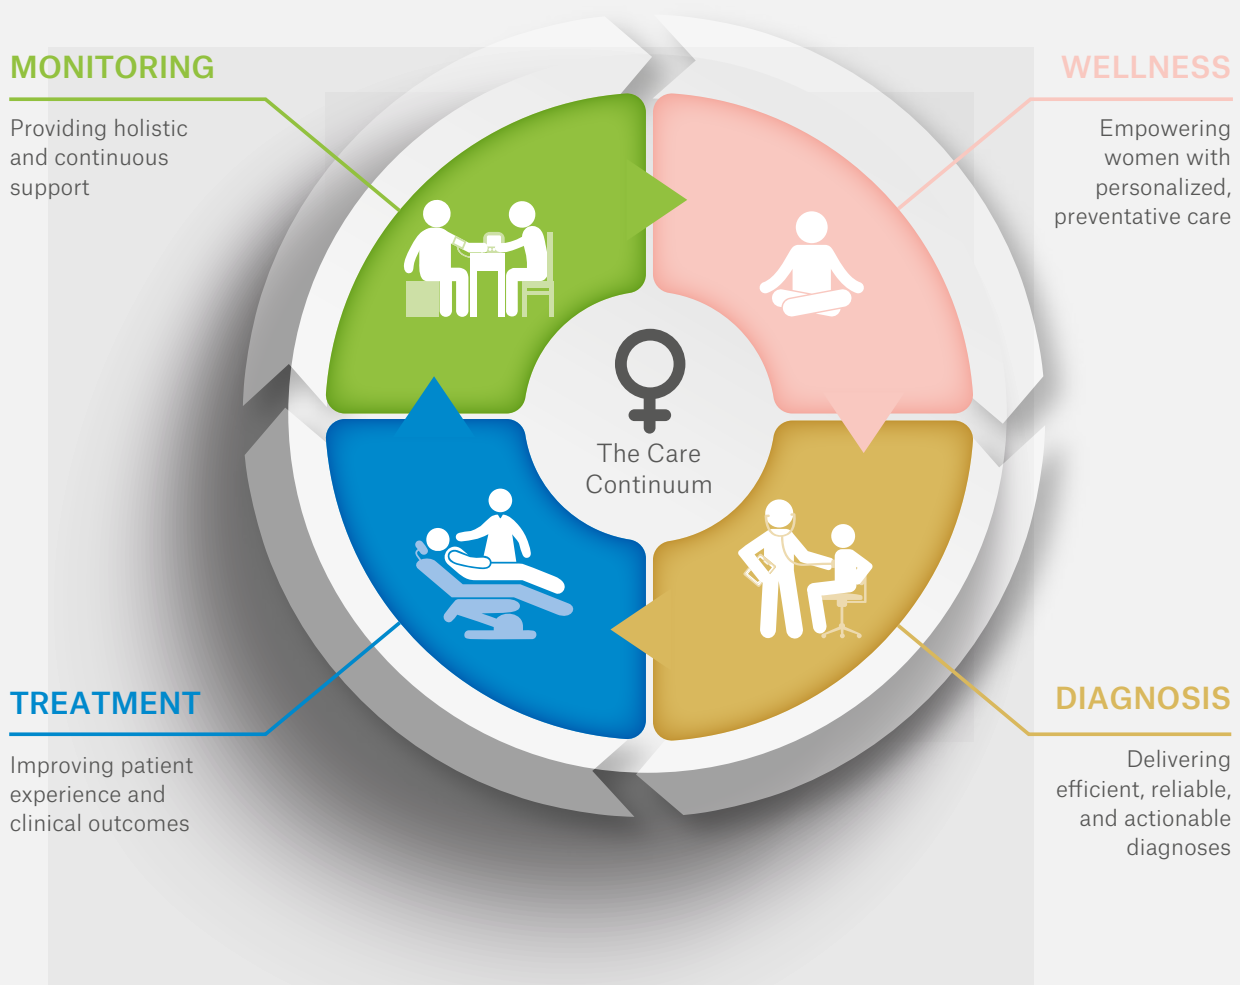 MONITORING
Providing holistic
and continuous
support
WELLNESS
Empowering
women with
personalized,
preventative care
The Care
Continuum
TREATMENT
Improving patient
experience and
clinical outcomes
DIAGNOSIS
Delivering
efficient, reliable,
and actionable
diagnoses